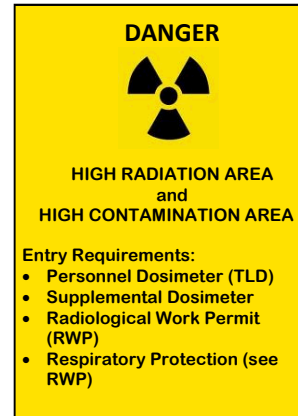 DANGER
HIGH RADIATION AREA
and
HIGH CONTAMINATION AREA
Entry Requirements:
• Personnel Dosimeter (TLD)
• Supplemental Dosimeter
• Radiological Work Permit
(RWP)
• Respiratory Protection (see
RWP)